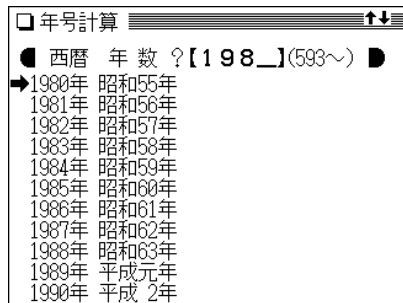 年号計算
西暦 年 数 ?【198_】(593〜)
1980年 昭和55年
1981年 昭和56年
1982年 昭和57年
1983年 昭和58年
1984年 昭和59年
1985年 昭和60年
1986年 昭和61年
1987年 昭和62年
1988年 昭和63年
1989年 平成元年
1990年 平成 2年